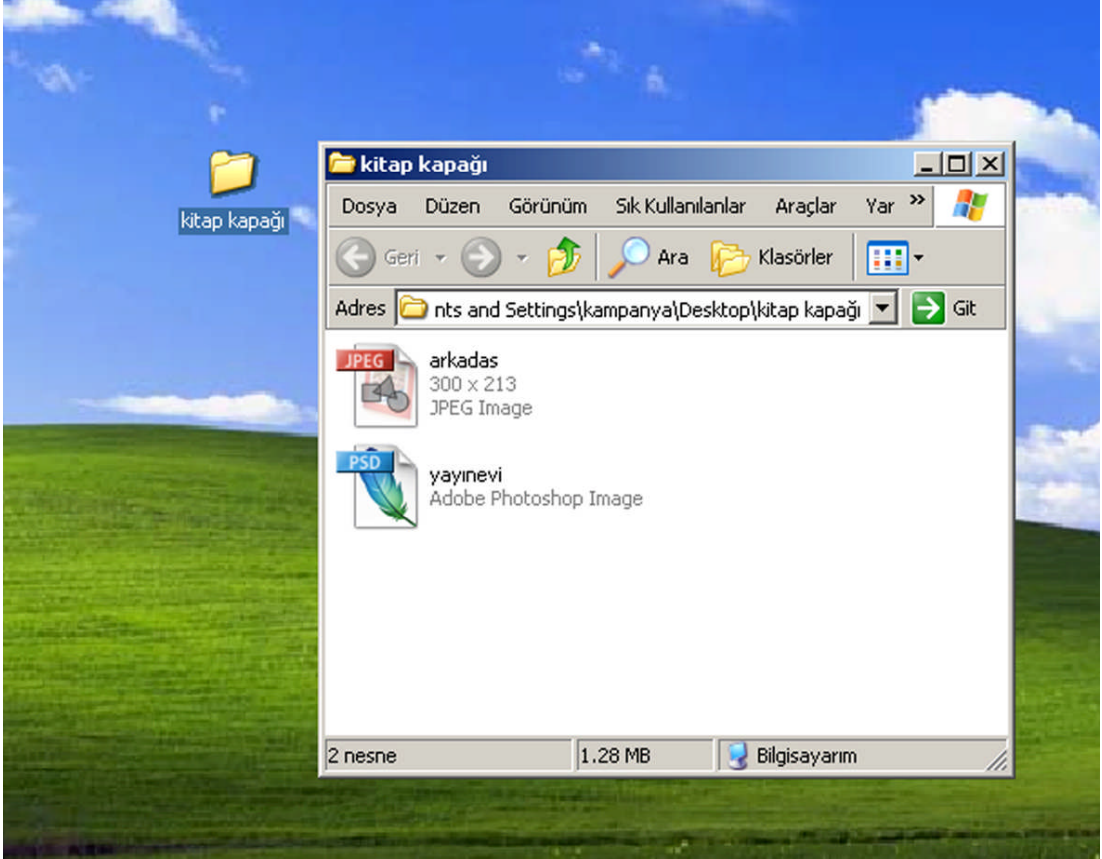 kitap kapağı
kitap kapağı
Dosya Düzen Görünüm Sık Kullanılanlar Araçlar Yar »
Geri Ara Klasörler
Adres nts and Settings\kampanya\Desktop\kitap kapağı Git
JPEG
arkadas
300 x 213
JPEG Image
PSD
yayınevi
Adobe Photoshop Image
2 nesne 1.28 MB Bilgisayarım